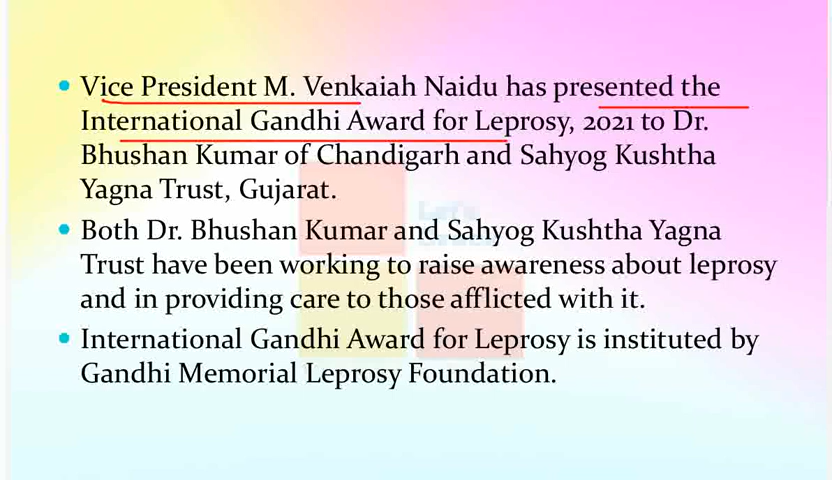 Vice President M. Venkaiah Naidu has presented the
International Gandhi Award for Leprosy, 2021 to Dr.
Bhushan Kumar of Chandigarh and Sahyog Kushtha
Yagna Trust, Gujarat.
Both Dr. Bhushan Kumar and Sahyog Kushtha Yagna
Trust have been working to raise awareness about leprosy
and in providing care to those afflicted with it.
International Gandhi Award for Leprosy is instituted by
Gandhi Memorial Leprosy Foundation.